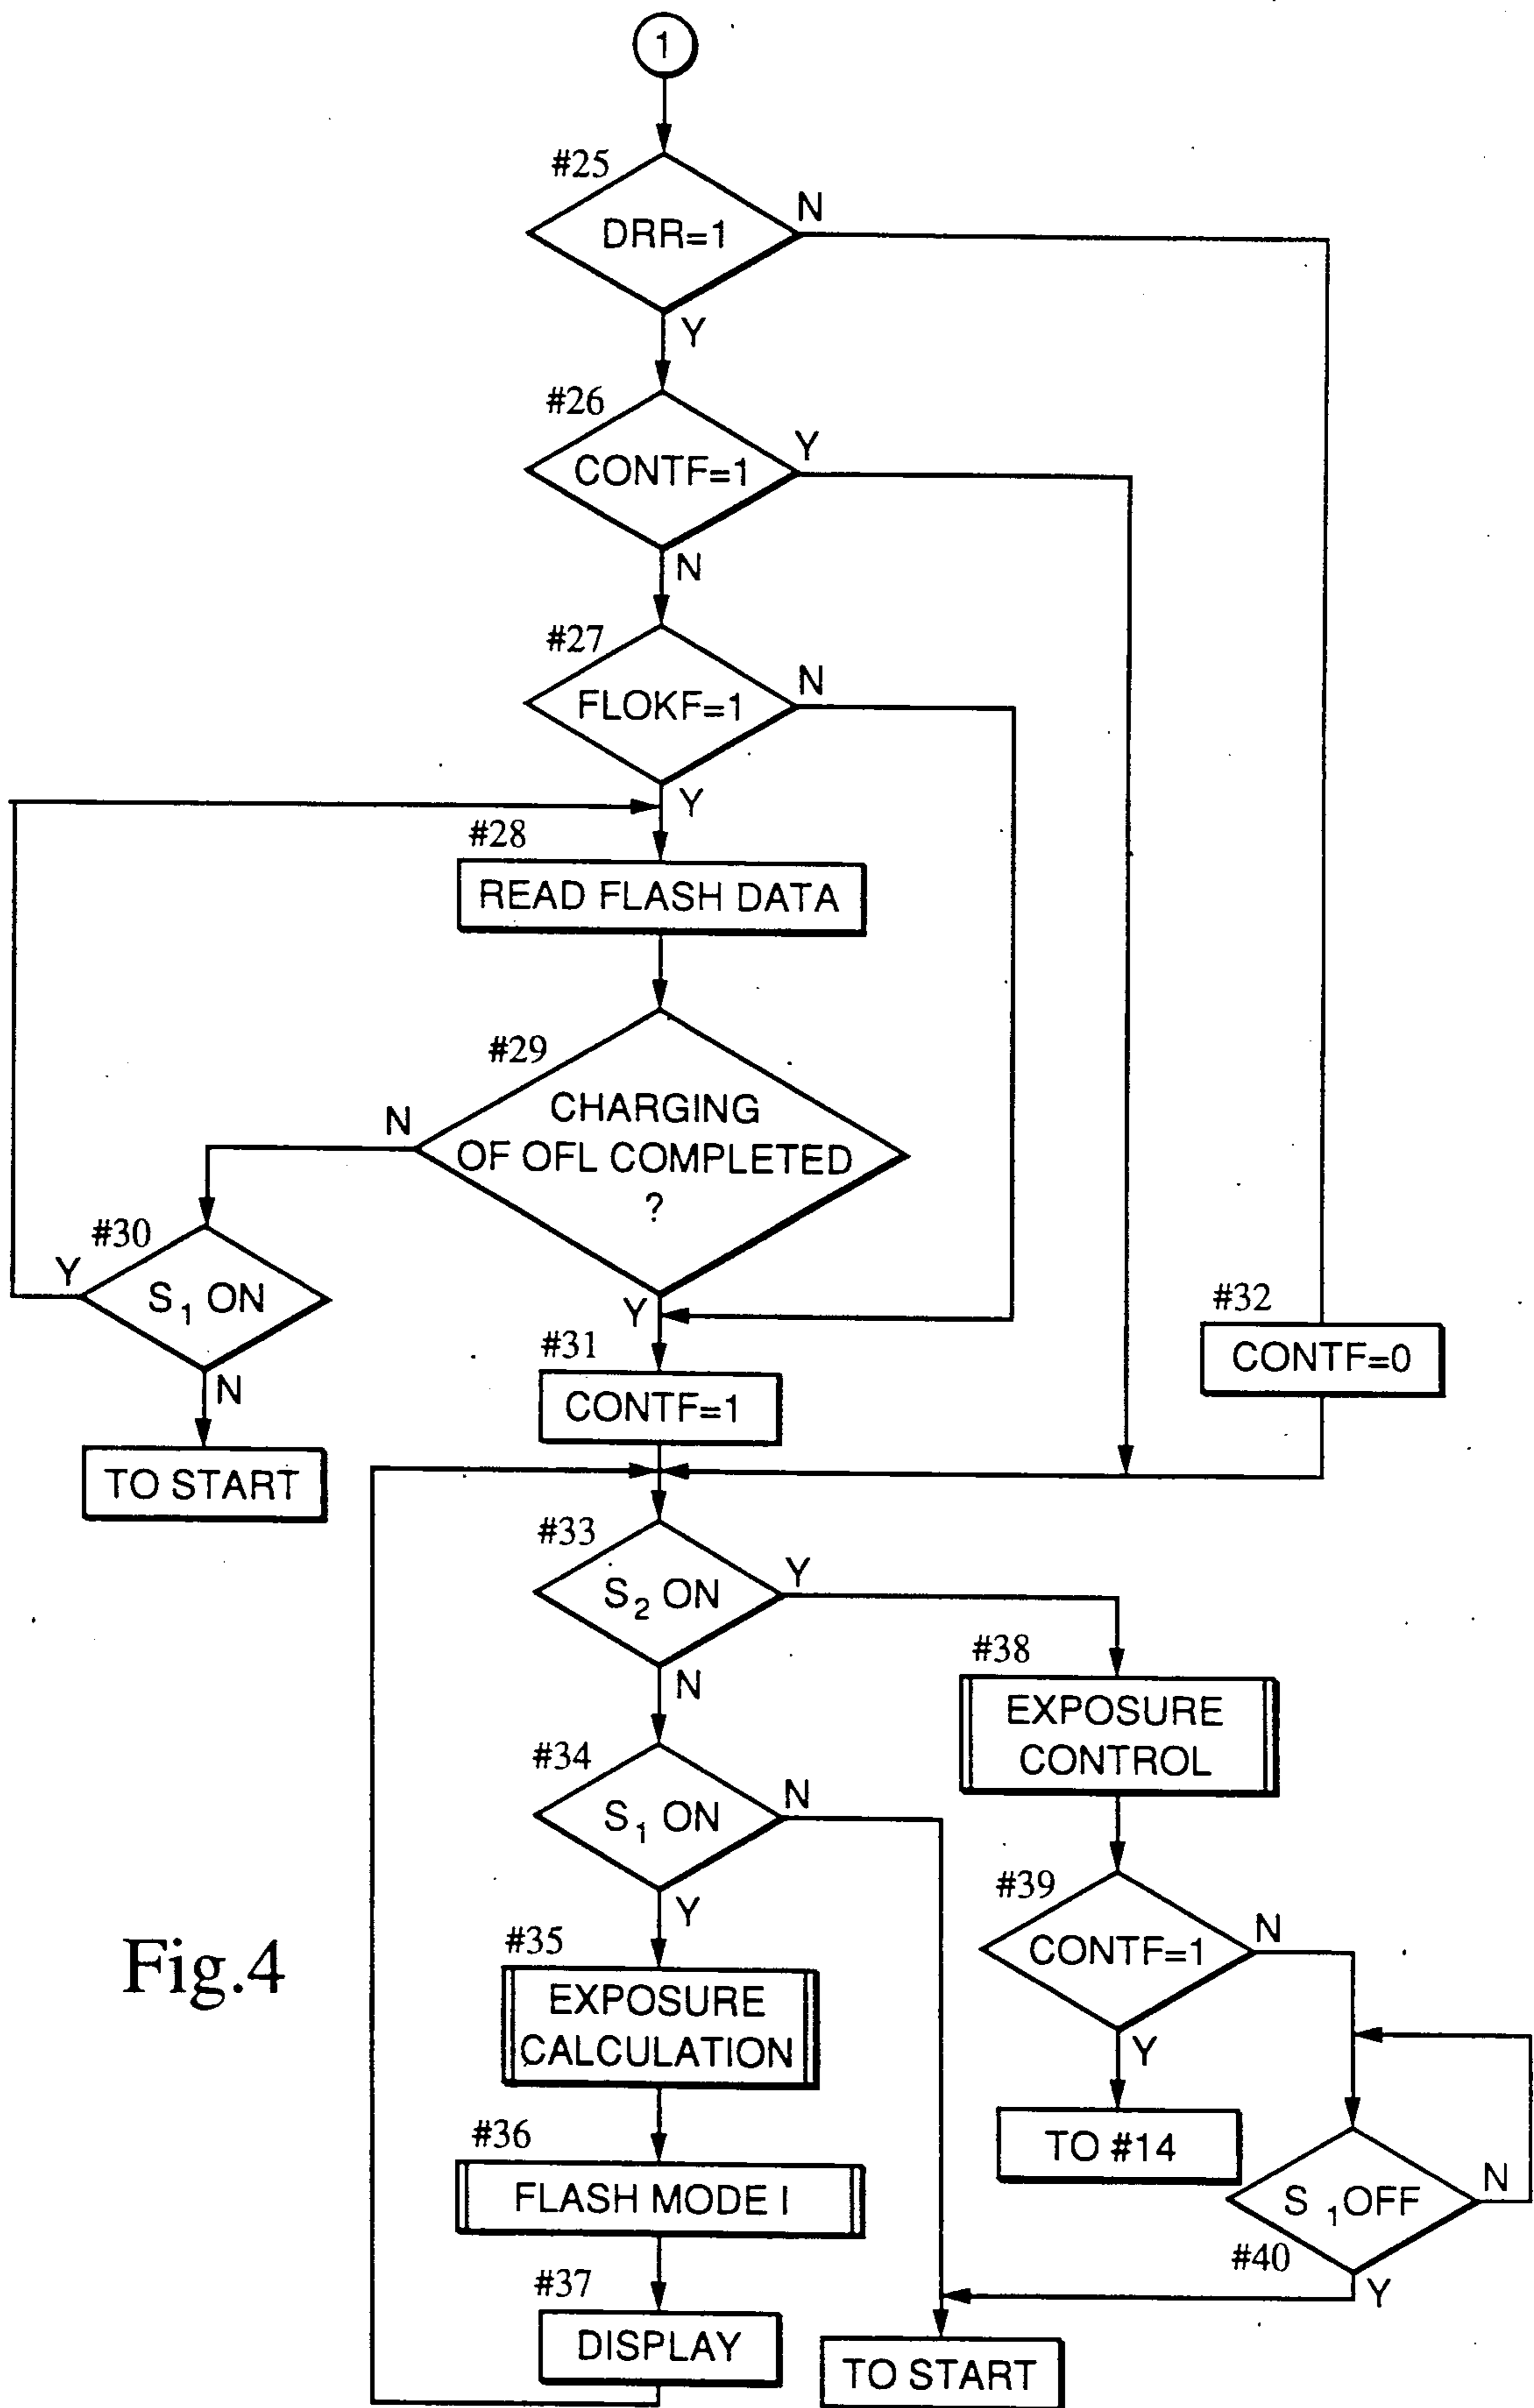 1
#25
DRR=1
N
Y
#26
CONTF=1
Y
N
#27
FLOKF=1
N
Y
#28
READ FLASH DATA
#29
CHARGING
OF OFL COMPLETED
?
N
Y
#30
S1 ON
Y
N
TO START
#31
CONTF=1
#32
CONTF=0
#33
S2 ON
Y
N
#34
S1 ON
N
Y
#35
EXPOSURE
CALCULATION
#36
FLASH MODE I
#37
DISPLAY
TO START
#38
EXPOSURE
CONTROL
#39
CONTF=1
N
Y
TO #14
S1OFF
N
#40
Y
Fig.4